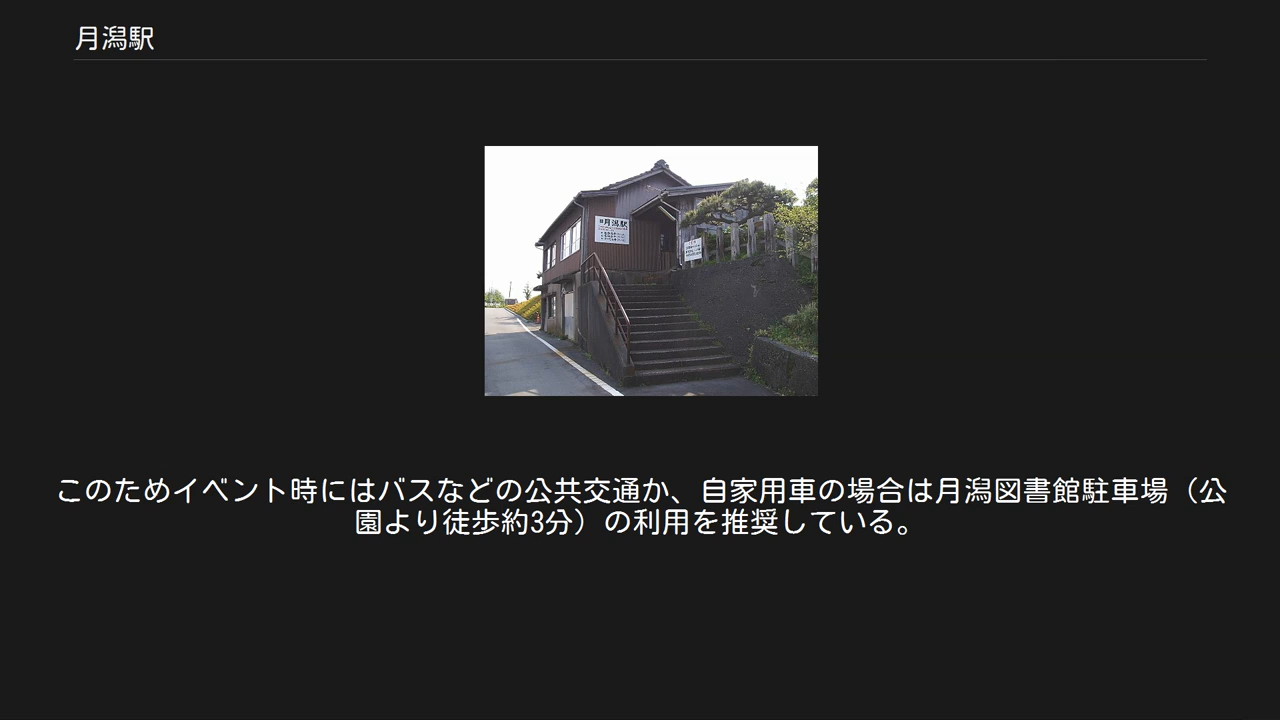 月潟駅
月潟駅
このためイベント時にはバスなどの公共交通か、自家用車の場合は月潟図書館駐車場（公
園より徒歩約3分）の利用を推奨している。